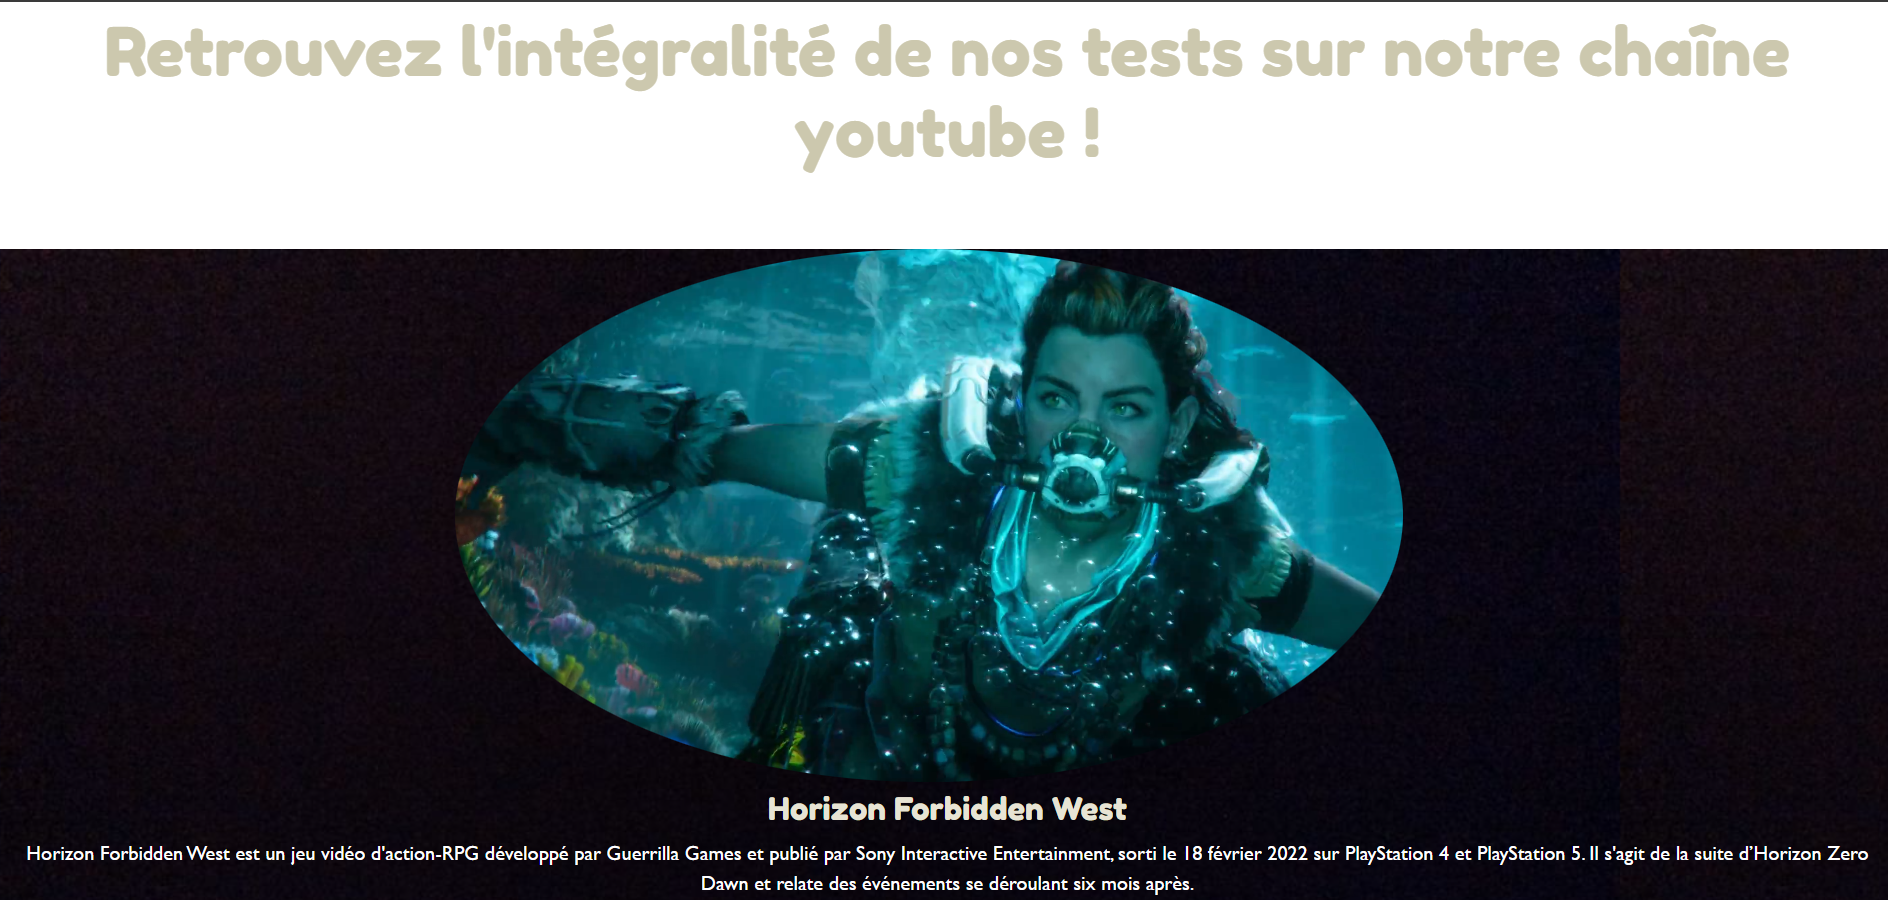 Retrouvez l'intégralité de nos tests sur notre chaîne
youtube !
Horizon Forbidden West
Horizon Forbidden West est un jeu vidéo d'action-RPG développé par Guerrilla Games et publié par Sony Interactive Entertainment, sorti le 18 février 2022 sur PlayStation 4 et PlayStation 5. Il s'agit de la suite d’Horizon Zero
Dawn et relate des événements se déroulant six mois après.